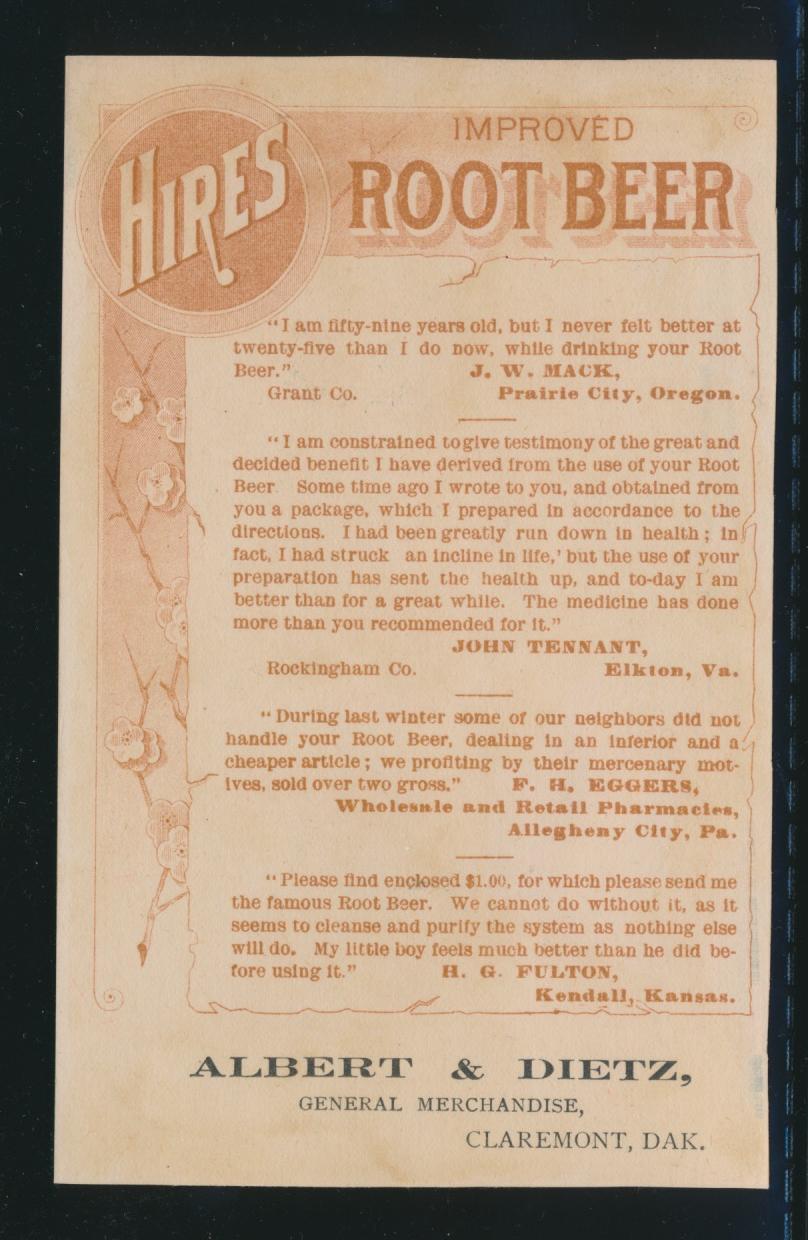 HIRES
IMPROVED
ROOT BEER
"I am fifty-nine years old, but I never felt better at
twenty-five than I do now, while drinking your Root
Beer." J. W. MACK,
Grant Co. Prairie City, Oregon.
"I am constrained to give testimony of the great and
decided benefit I have derived from the use of your Root
Beer Some time ago I wrote to you, and obtained from
you a package, which I prepared in accordance to the
directions. I had been greatly run down in health; in
fact, I had struck an incline in life,' but the use of your
preparation has sent the health up, and to-day I am
better than for a great while. The medicine has done
more than you recommended for it."
JOHN TENNANT,
Rockingham Co. Elkton, Va.
"During last winter some of our neighbors did not
handle your Root Beer, dealing in an inferior and a
cheaper article; we profiting by their mercenary mot-
ives, sold over two gross." F. H. EGGERS,
Wholesale and Retail Pharmacies,
Allegheny City, Pa.
"Please find enclosed $1.00, for which please send me
the famous Root Beer. We cannot do without it, as it
seems to cleanse and purify the system as nothing else
will do. My little boy feels much better than he did be-
fore using it." H. G. FULTON,
Kendall, Kansas.
ALBERT & DIETZ,
GENERAL MERCHANDISE,
CLAREMONT, DAK.